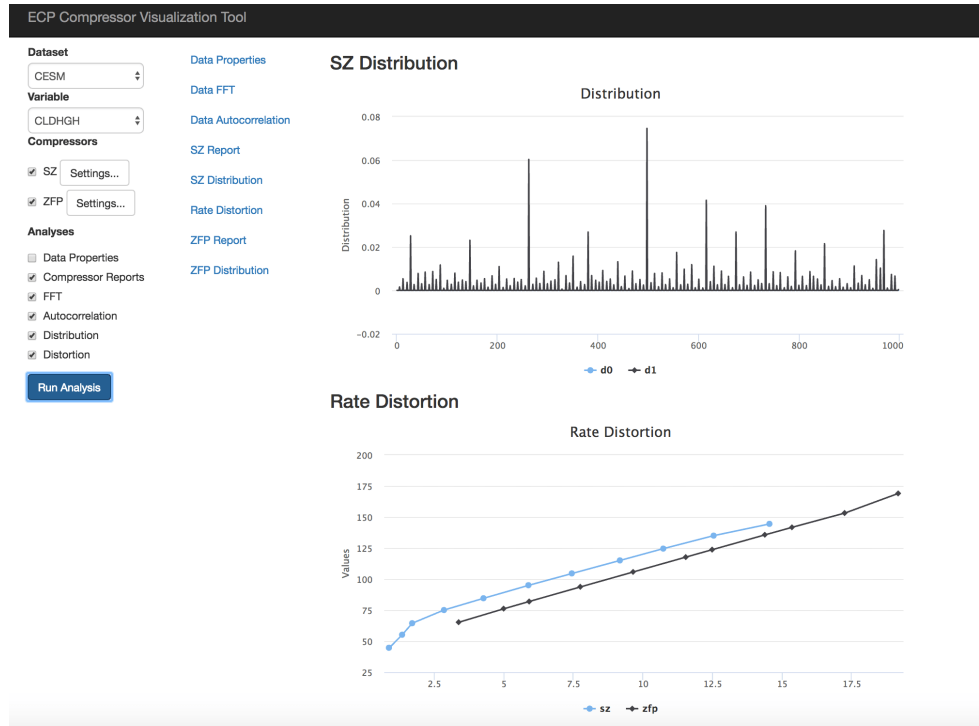 ECP Compressor Visualization Tool
Dataset
CESM
Variable
CLDHGH
Compressors
SZ Settings...
ZFP Settings...
Analyses
Data Properties
Compressor Reports
FFT
Autocorrelation
Distribution
Distortion
Run Analysis
Data Properties
Data FFT
Data Autocorrelation
SZ Report
SZ Distribution
Rate Distortion
ZFP Report
ZFP Distribution
SZ Distribution
Distribution
Distribution
0.08
0.06
0.04
0.02
0
-0.02
0 200 400 600 800 1000
d0 d1
Rate Distortion
Rate Distortion
Values
200
175
150
125
100
75
50
25
2.5 5 7.5 10 12.5 15 17.5
sz zfp